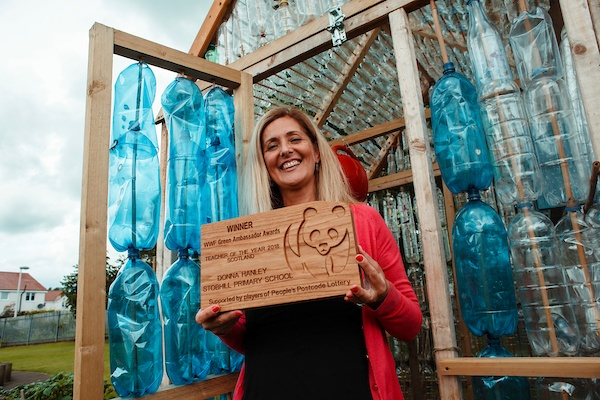 WINNER
WWF Green Ambassador Awards
TEACHER OF THE YEAR 2018
SCOTLAND
DONNA HANLEY
STOBHILL PRIMARY SCHOOL
Supported by players of People's Postcode Lottery